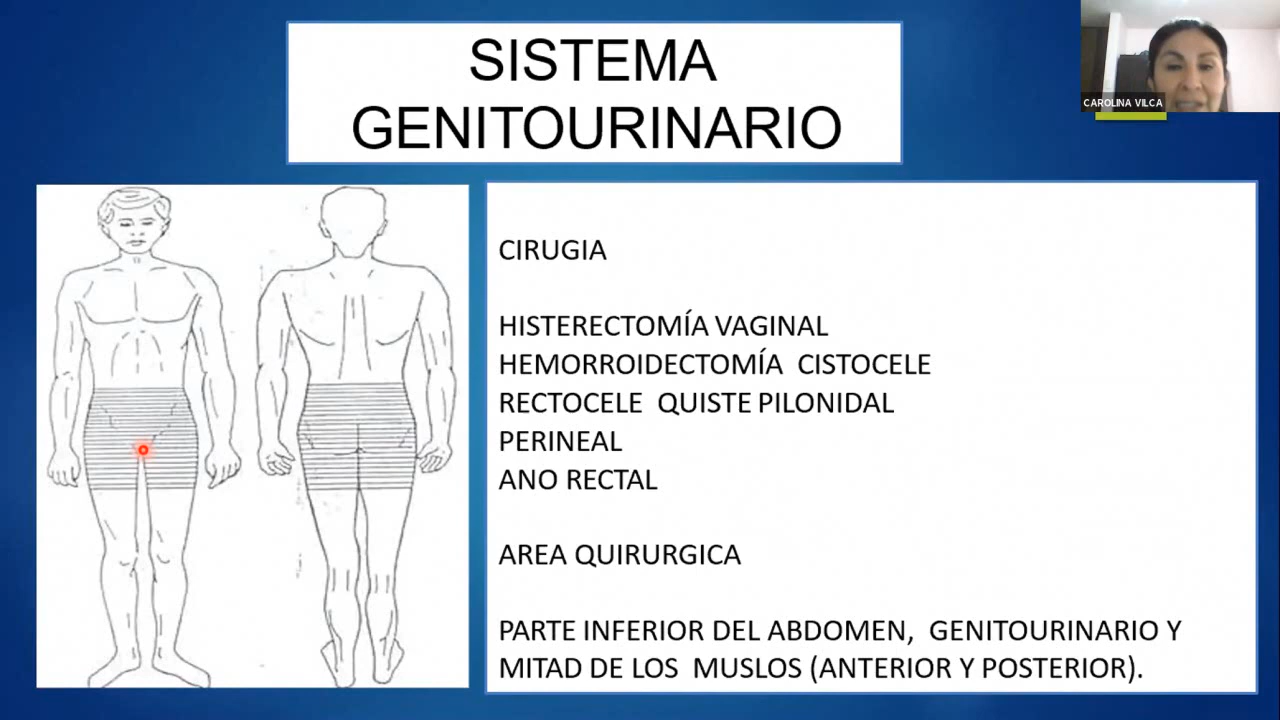 SISTEMA
GENITOURINARIO
CAROLINA VILCA
CIRUGIA
HISTERECTOMÍA VAGINAL
HEMORROIDECTOMÍA CISTOCELE
RECTOCELE QUISTE PILONIDAL
PERINEAL
ANO RECTAL
AREA QUIRURGICA
PARTE INFERIOR DEL ABDOMEN, GENITOURINARIO Y
MITAD DE LOS MUSLOS (ANTERIOR Y POSTERIOR).